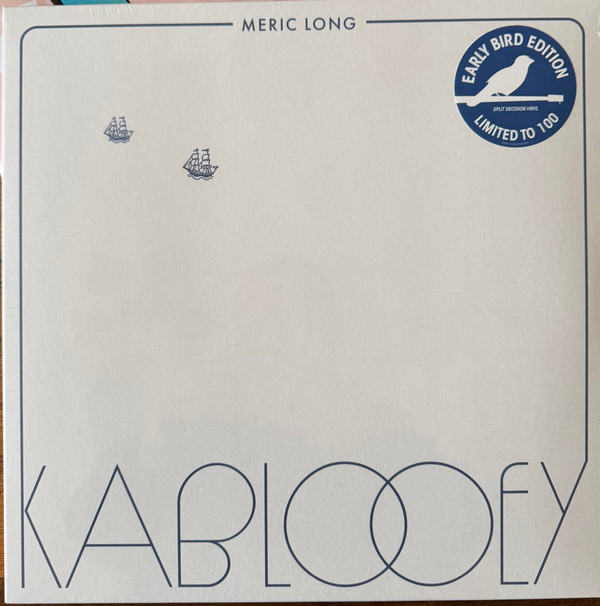 MERIC LONG
EARLY BIRD EDITION
SPLIT DECISION VINYL
LIMITED TO 100
KABLOOEY